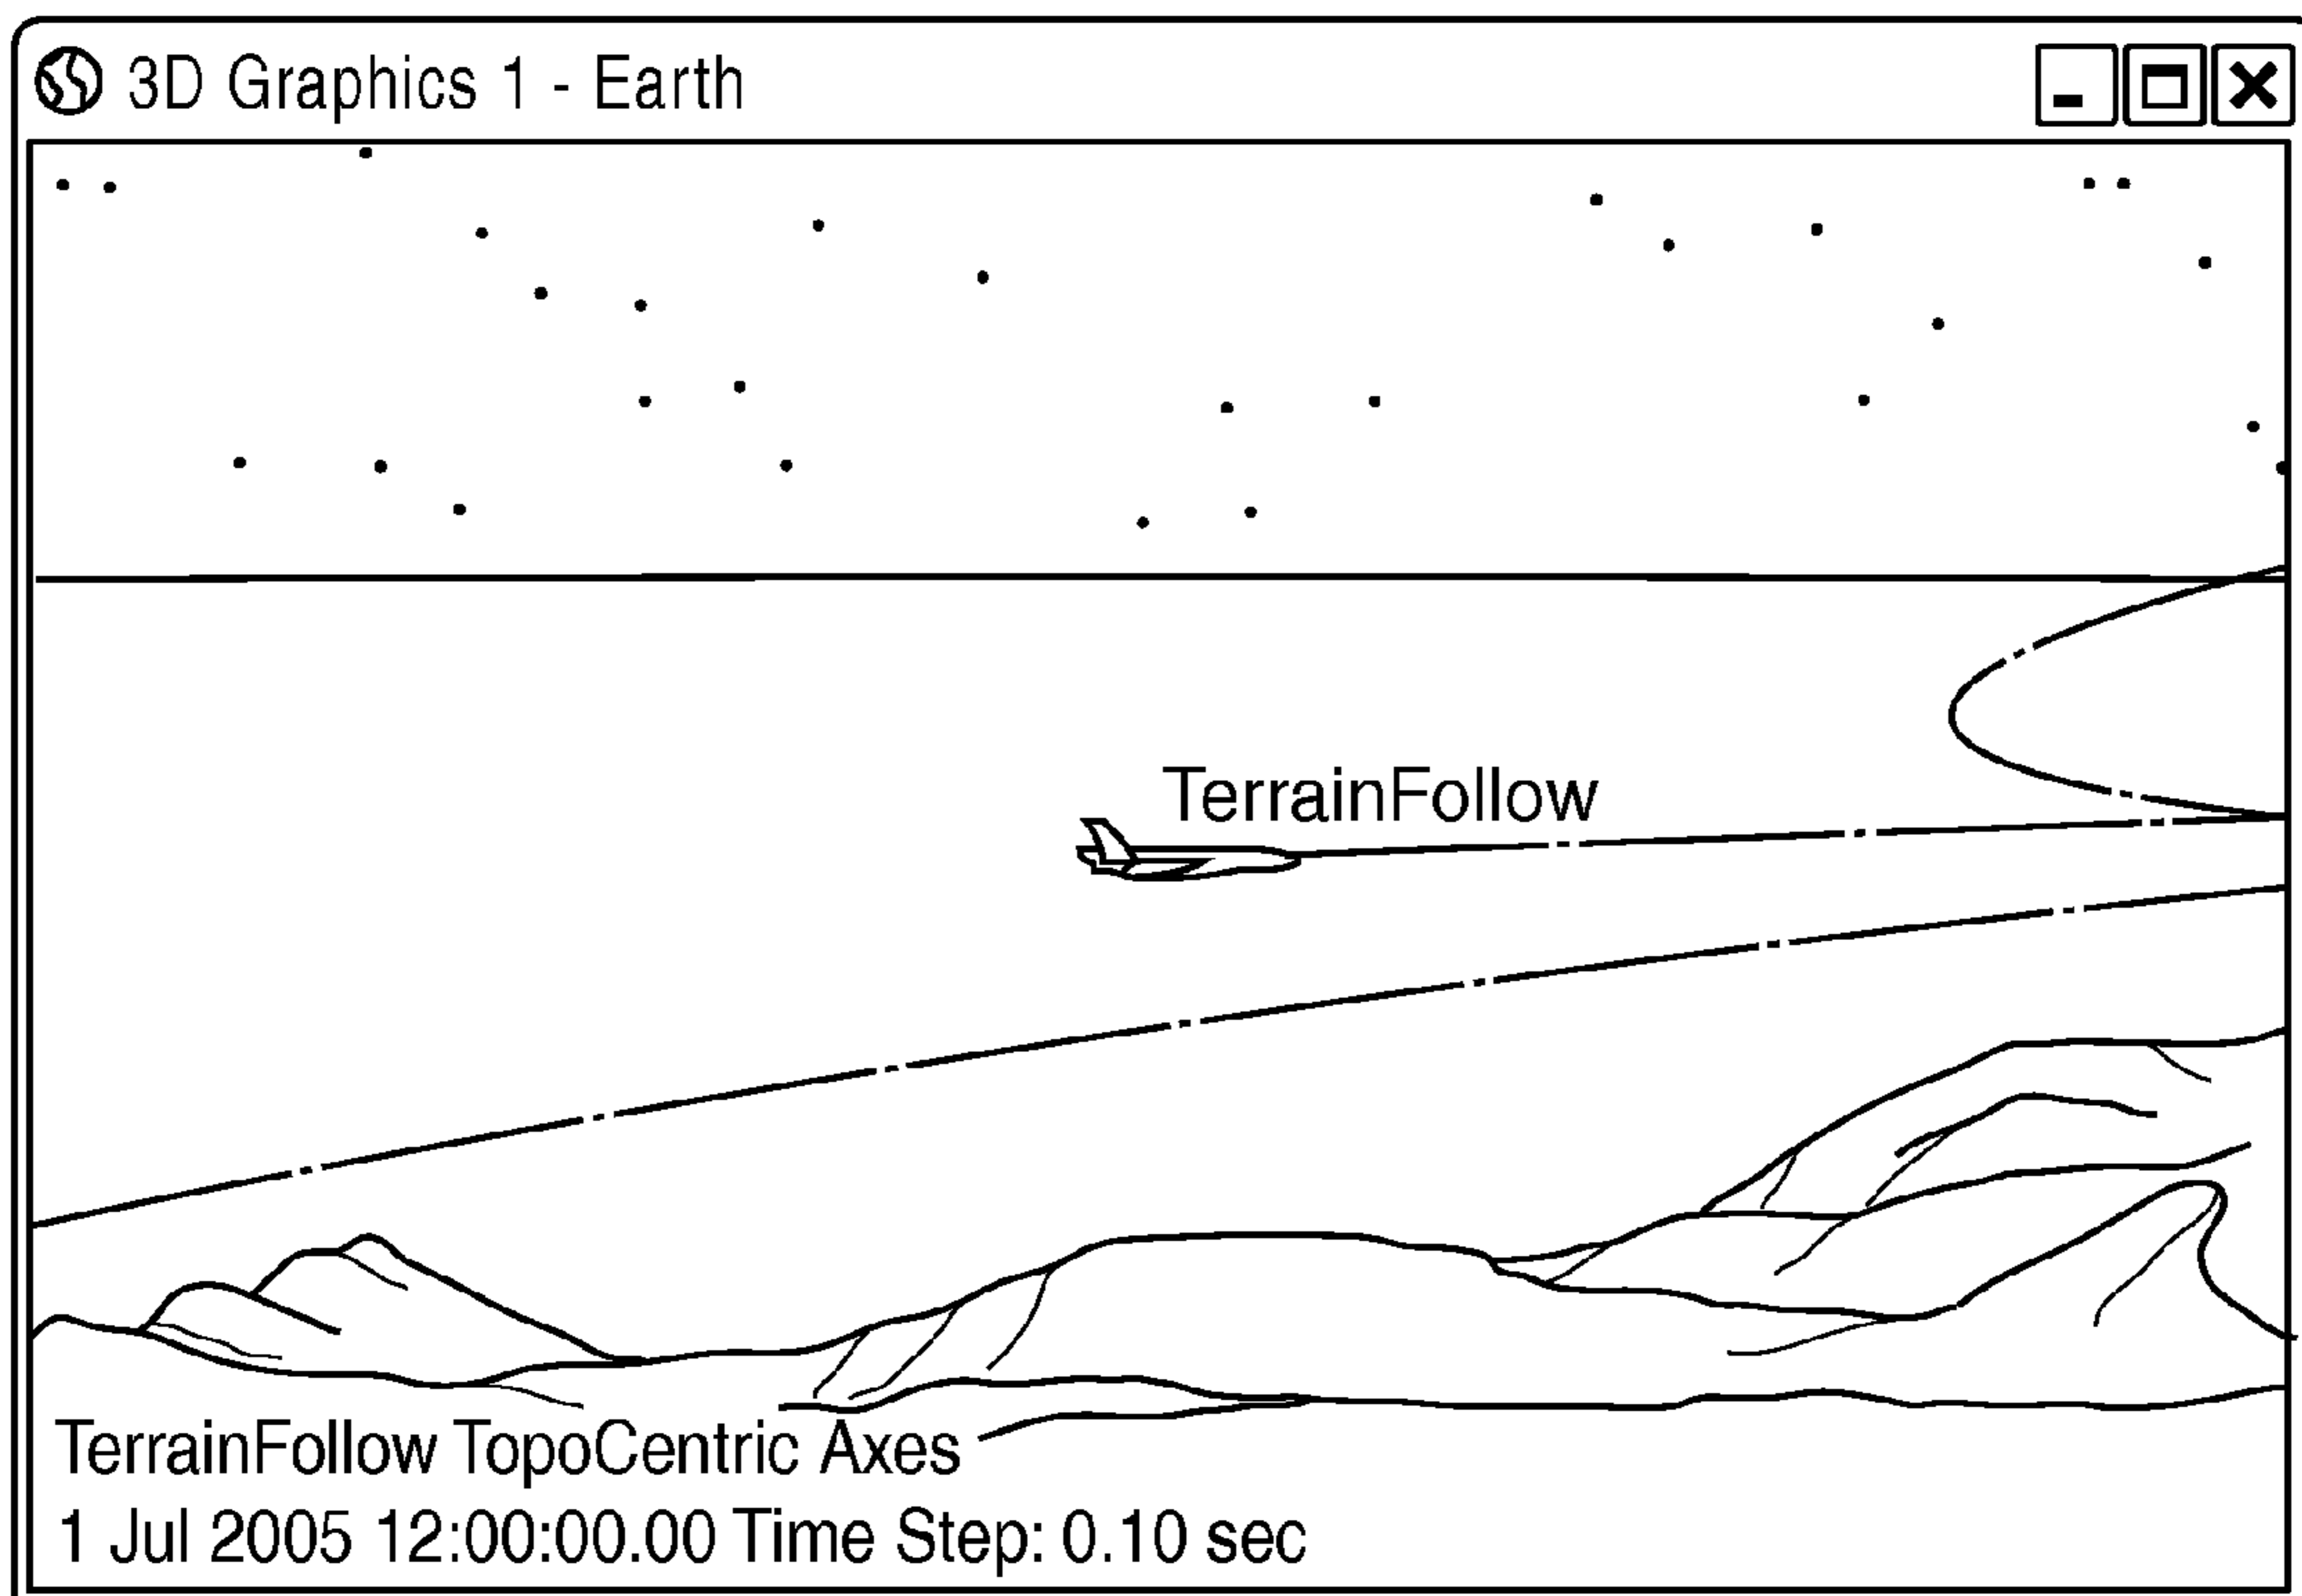 3D Graphics 1 - Earth
TerrainFollow
TerrainFollow TopoCentric Axes
1 Jul 2005 12:00:00.00 Time Step: 0.10 sec